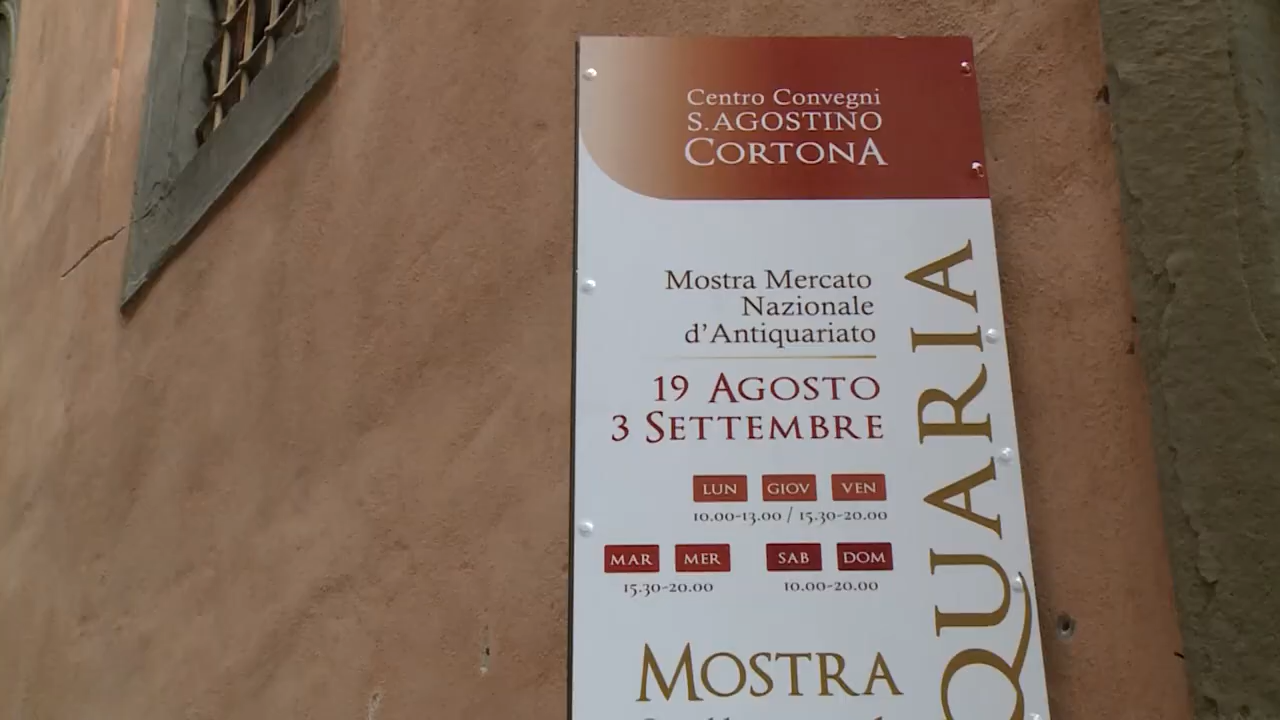 Centro Convegni
S.AGOSTINO
CORTONA
Mostra Mercato
Nazionale
d'Antiquariato
19 AGOSTO
3 SETTEMBRE
LUN GIOV VEN
10.00-13.00 / 15.30-20.00
MAR MER SAB DOM
15.30-20.00 10.00-20.00
MOSTRA
QUARIA